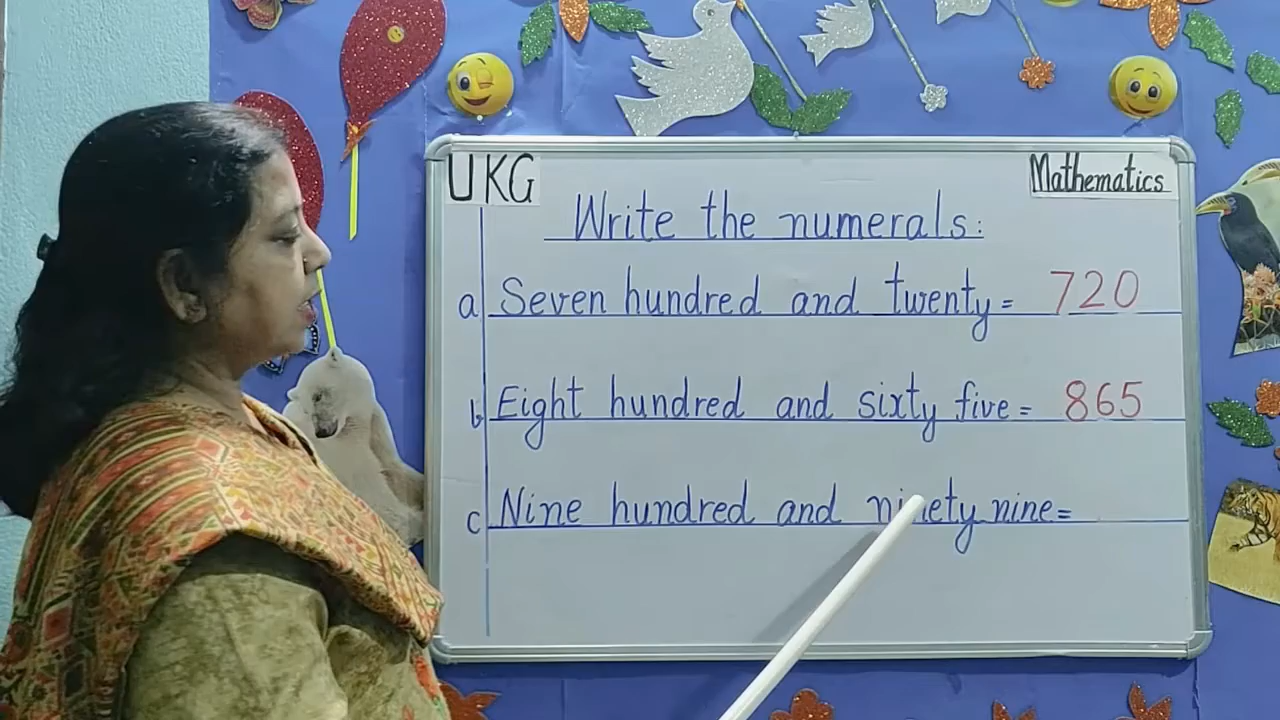 UKG
Mathematics
Write the numerals:
a Seven hundred and twenty = 720
b Eight hundred and sixty five = 865
c Nine hundred and ninety nine =